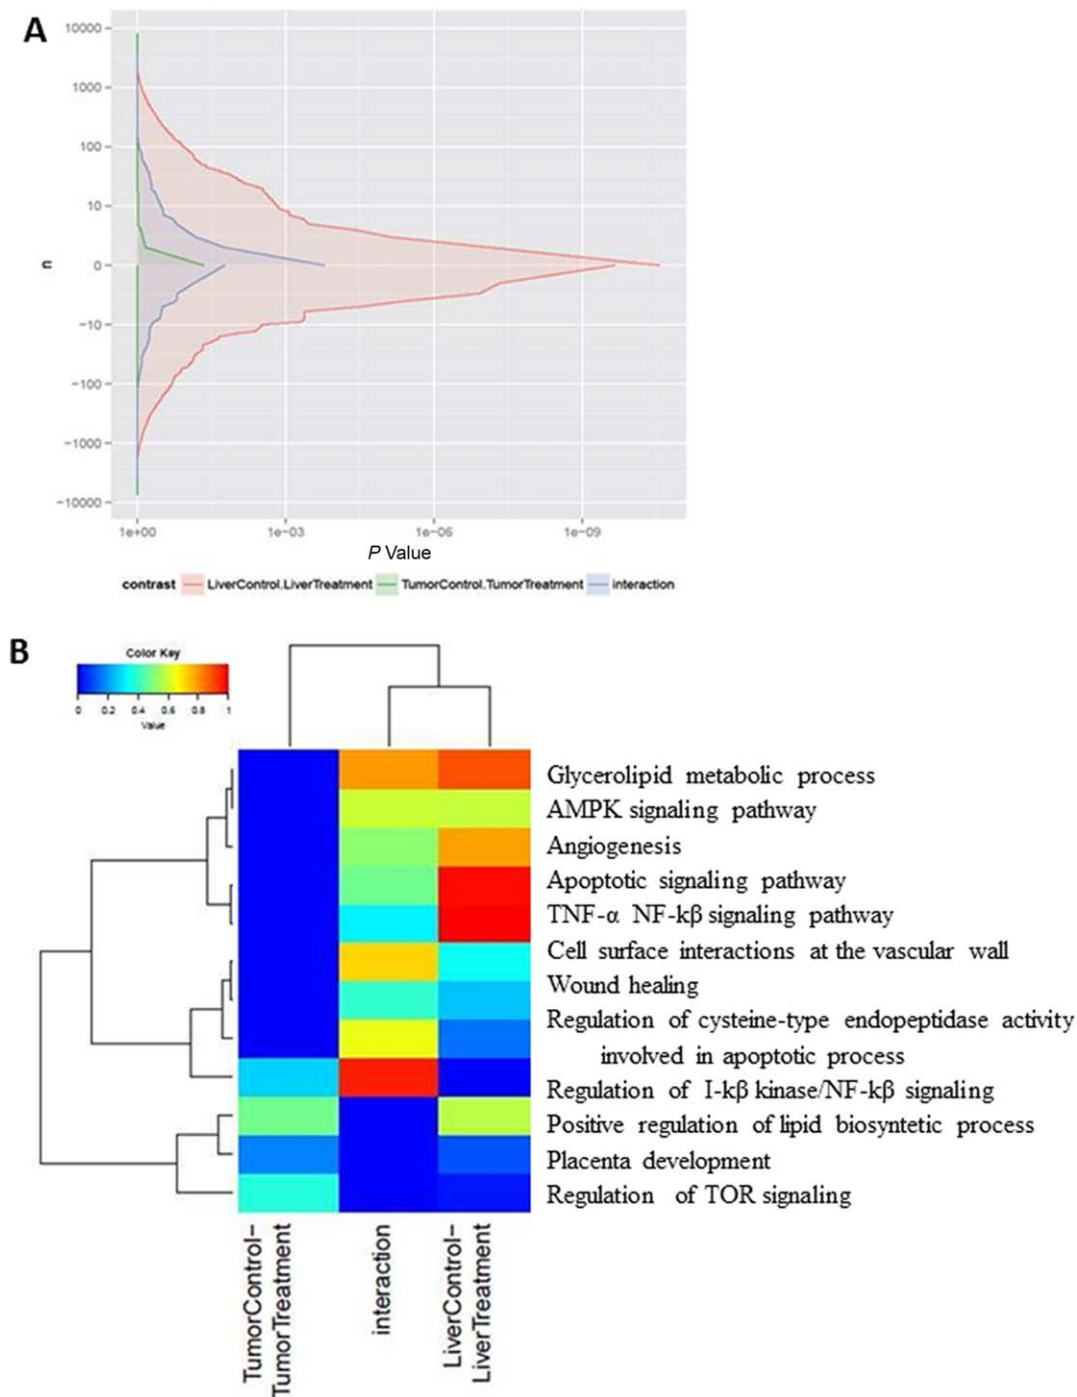 A
10000
1000
100
10
0
-10
-100
-1000
-10000
n
1e+00 1e-03 1e-06 1e-09
P Value
contrast LiverControl.LiverTreatment TumorControl.TumorTreatment interaction
B
Color Key
0 0.2 0.4 0.6 0.8 1
Value
Glycerolipid metabolic process
AMPK signaling pathway
Angiogenesis
Apoptotic signaling pathway
TNF-α NF-kβ signaling pathway
Cell surface interactions at the vascular wall
Wound healing
Regulation of cysteine-type endopeptidase activity
involved in apoptotic process
Regulation of I-kβ kinase/NF-kβ signaling
Positive regulation of lipid biosyntetic process
Placenta development
Regulation of TOR signaling
TumorControl-
TumorTreatment
interaction
LiverControl-
LiverTreatment